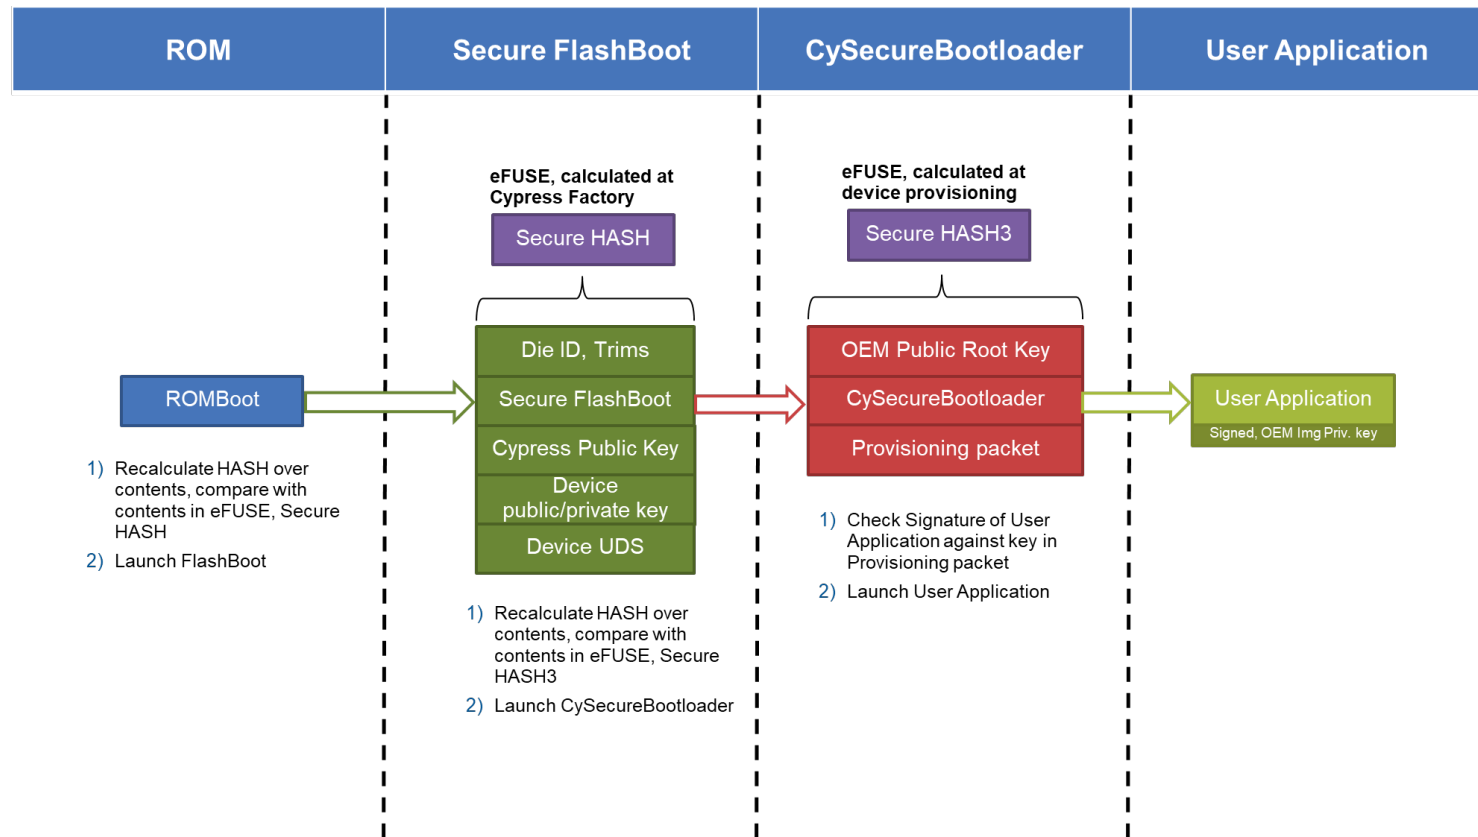 ROM
Secure FlashBoot
CySecureBootloader
User Application
ROMBoot
1) Recalculate HASH over
contents, compare with
contents in eFUSE, Secure
HASH
2) Launch FlashBoot
eFUSE, calculated at
Cypress Factory
Secure HASH
Die ID, Trims
Secure FlashBoot
Cypress Public Key
Device
public/private key
Device UDS
1) Recalculate HASH over
contents, compare with
contents in eFUSE, Secure
HASH3
2) Launch CySecureBootloader
eFUSE, calculated at
device provisioning
Secure HASH3
OEM Public Root Key
CySecureBootloader
Provisioning packet
1) Check Signature of User
Application against key in
Provisioning packet
2) Launch User Application
User Application
Signed, OEM Img Priv. key